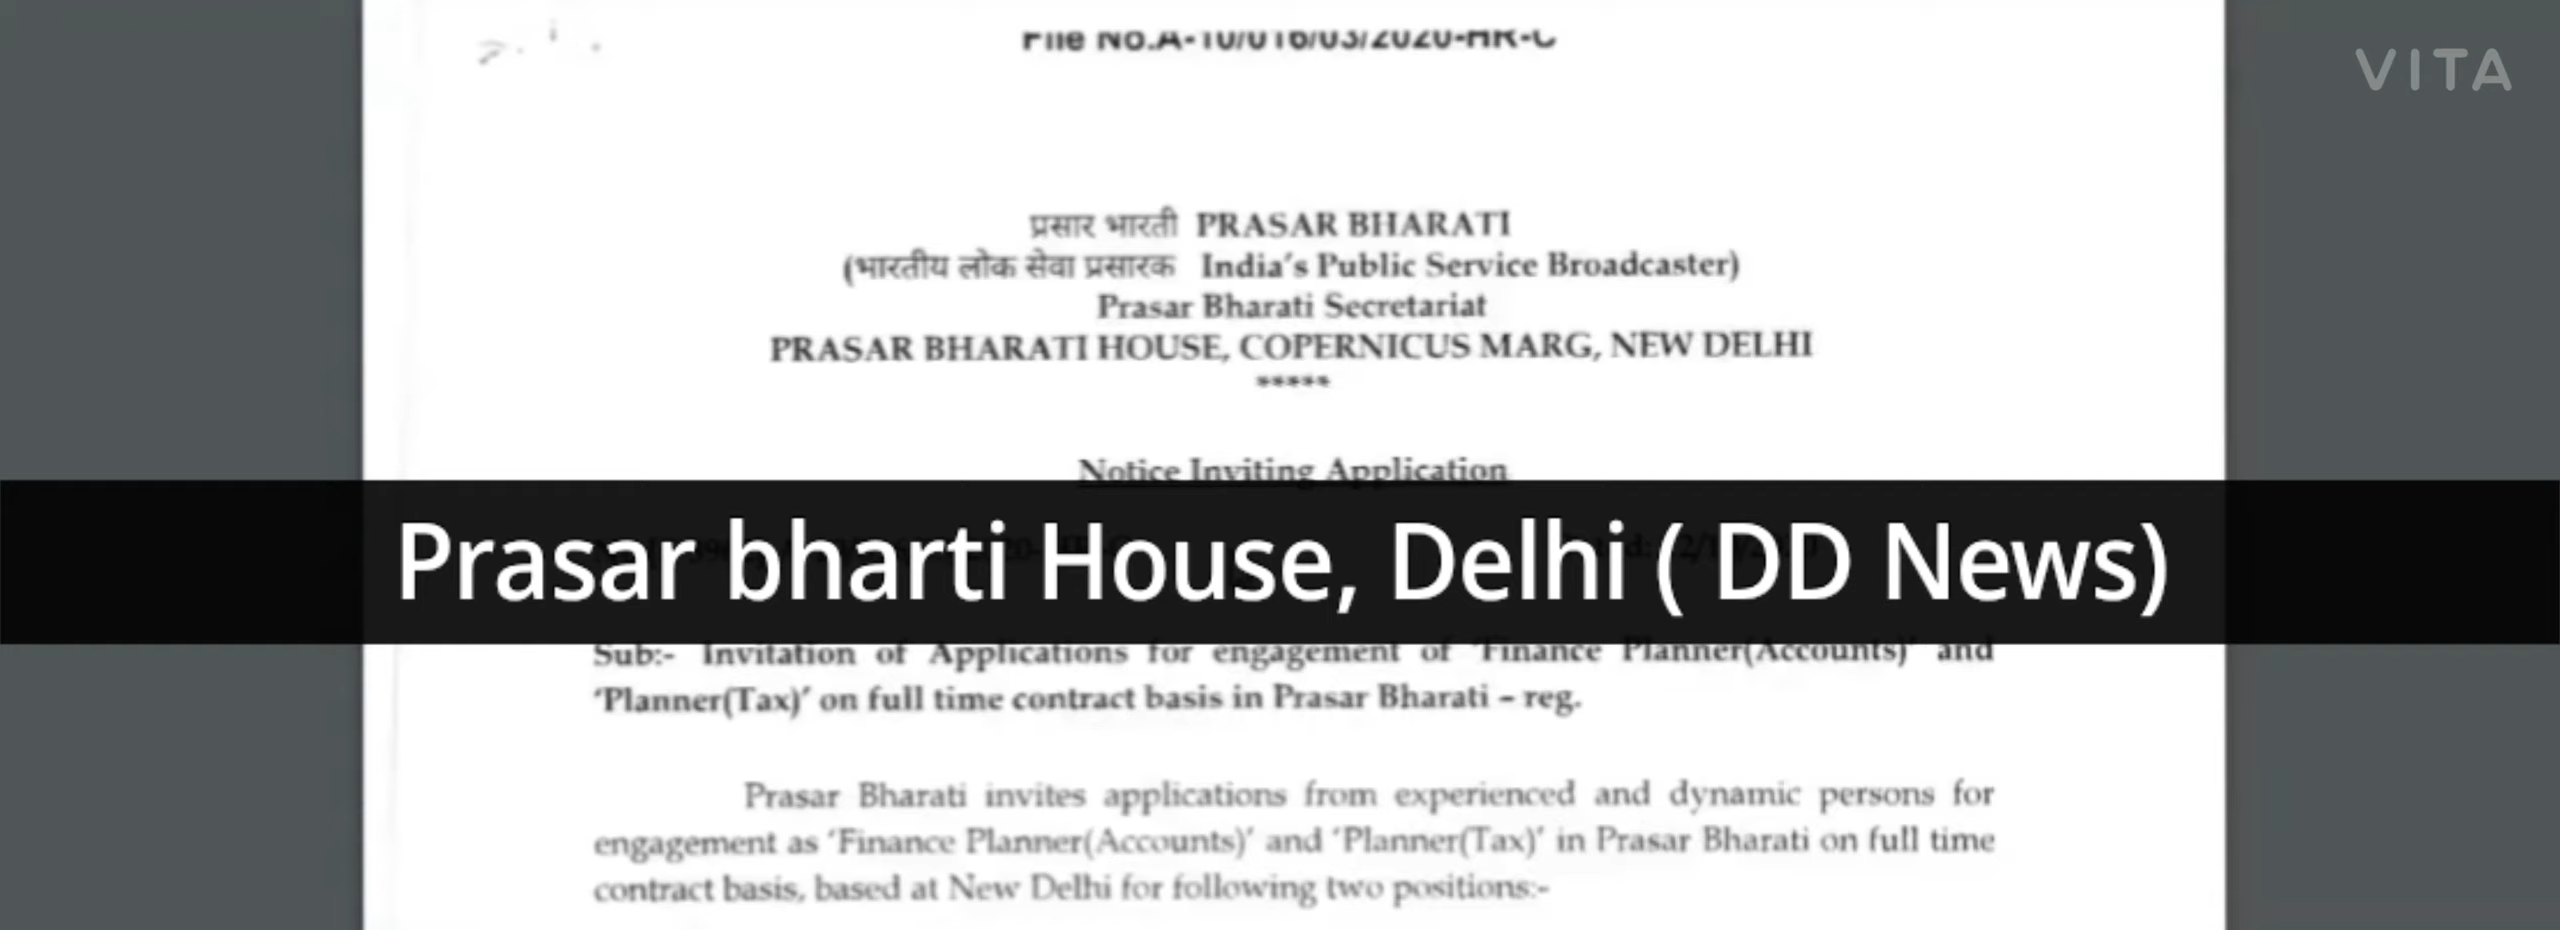 File No.A-10/016/03/2020-HR-C
VITA
प्रसार भारती PRASAR BHARATI
(भारतीय लोक सेवा प्रसारक India's Public Service Broadcaster)
Prasar Bharati Secretariat
PRASAR BHARATI HOUSE, COPERNICUS MARG, NEW DELHI
*****
Notice Inviting Application
Prasar bharti House, Delhi ( DD News)
Sub:- Invitation of Applications for engagement of 'Finance Planner(Accounts)' and
'Planner(Tax)' on full time contract basis in Prasar Bharati – reg.
Prasar Bharati invites applications from experienced and dynamic persons for
engagement as 'Finance Planner(Accounts)' and 'Planner(Tax)' in Prasar Bharati on full time
contract basis, based at New Delhi for following two positions:-